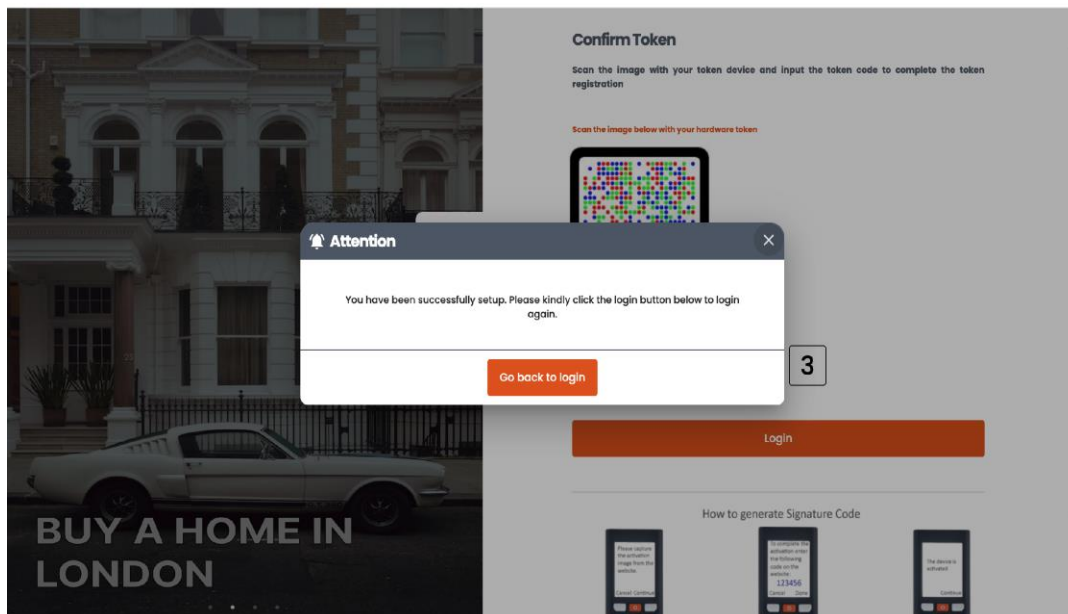 Confirm Token
Scan the image with your token device and input the token code to complete the token
registration
Scan the image below with your hardware token
Attention
You have been successfully setup. Please kindly click the login button below to login
again.
Go back to login
3
Login
BUY A HOME IN
LONDON
How to generate Signature Code
Please capture
the activation
image from the
website.
Cancel Continue
To complete the
activation enter
the following
code on the
website:
123456
Cancel Done
The device is
activated
Continue